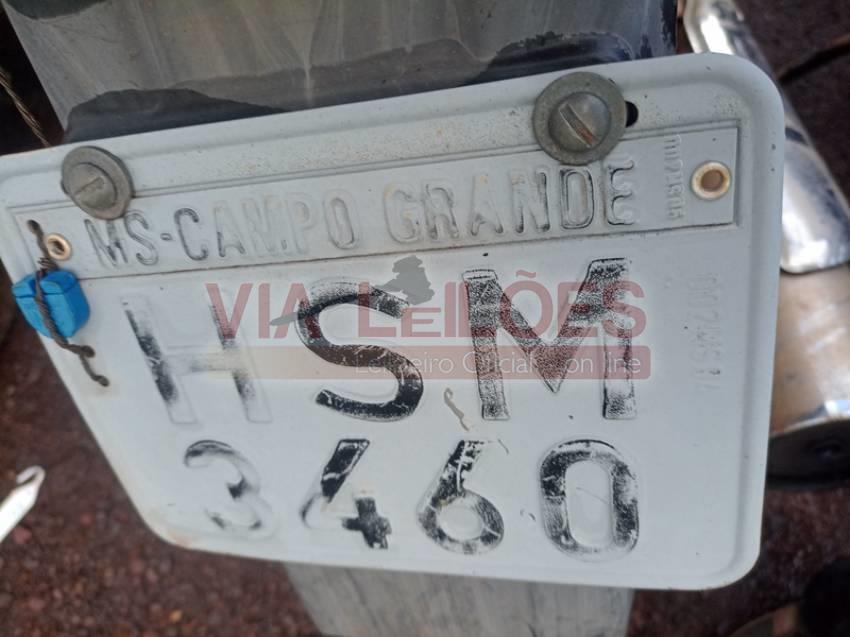 MS-CAMPO GRANDE
HSM
3460
VIA LEILÕES
Leiloeiro Oficial online